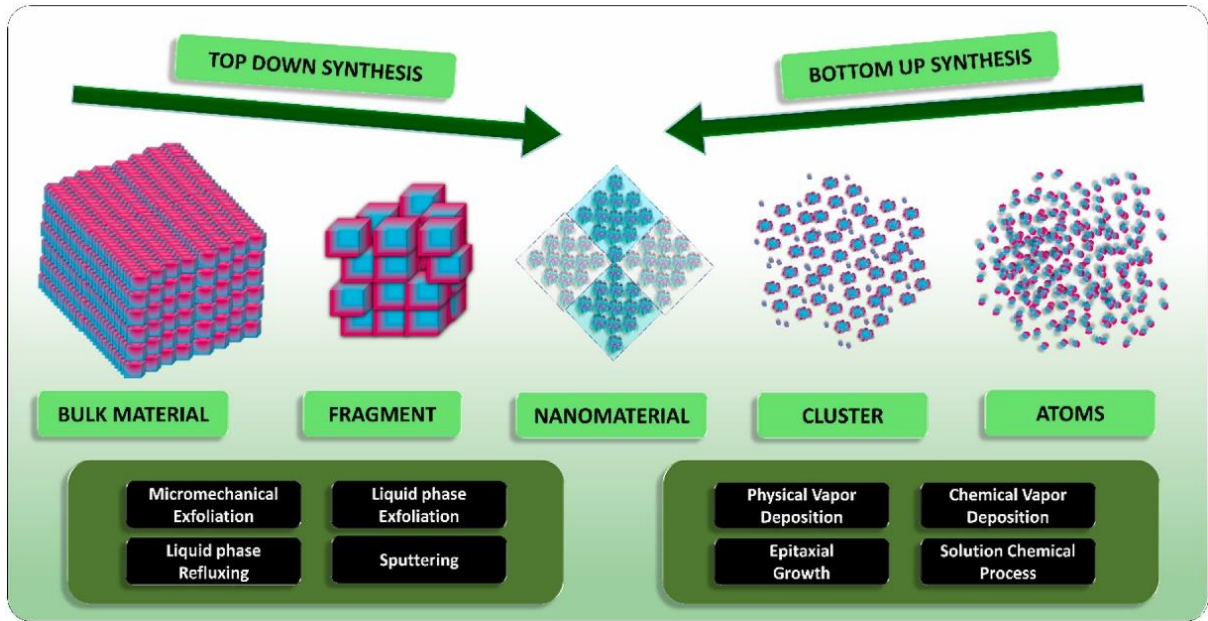 TOP DOWN SYNTHESIS
BOTTOM UP SYNTHESIS
BULK MATERIAL
FRAGMENT
NANOMATERIAL
CLUSTER
ATOMS
Micromechanical
Exfoliation
Liquid phase
Exfoliation
Liquid phase
Refluxing
Sputtering
Physical Vapor
Deposition
Chemical Vapor
Deposition
Epitaxial
Growth
Solution Chemical
Process